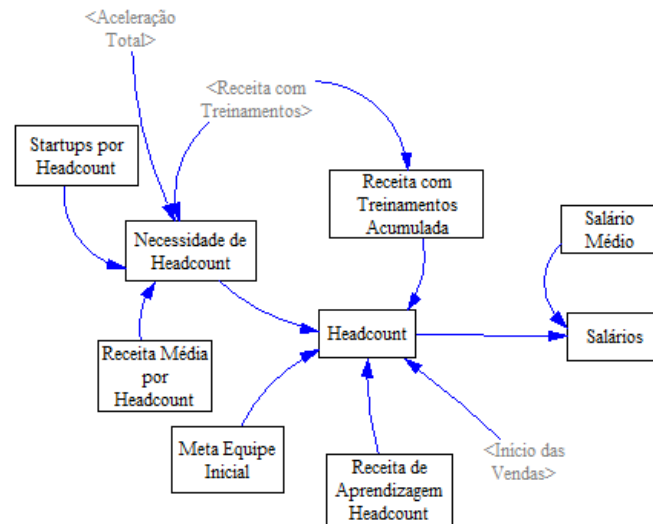 <Aceleração
Total>
<Receita com
Treinamentos>
Startups por
Headcount
Receita com
Treinamentos
Acumulada
Salário
Médio
Necessidade de
Headcount
Headcount
Salários
Receita Média
por
Headcount
Meta Equipe
Inicial
<Inicio das
Vendas>
Receita de
Aprendizagem
Headcount